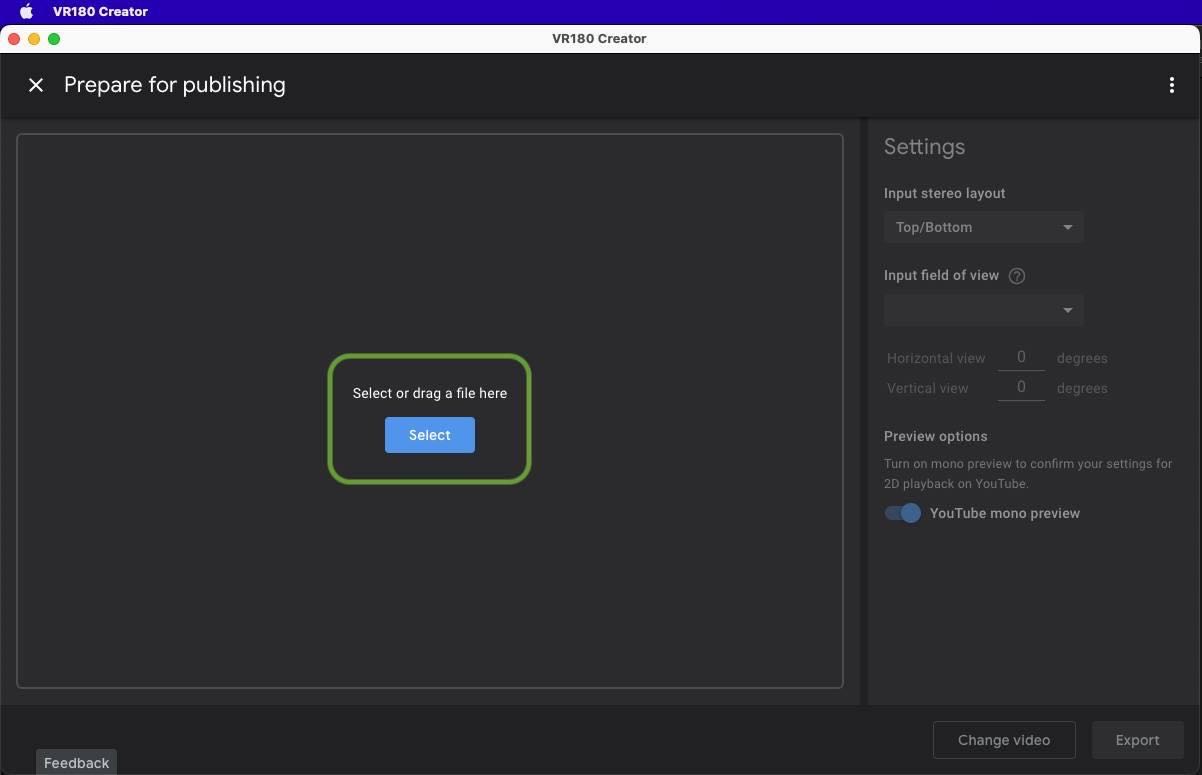 VR180 Creator
VR180 Creator
Prepare for publishing
Select or drag a file here
Select
Settings
Input stereo layout
Top/Bottom
Input field of view ?
Horizontal view 0 degrees
Vertical view 0 degrees
Preview options
Turn on mono preview to confirm your settings for
2D playback on YouTube.
YouTube mono preview
Change video
Export
Feedback